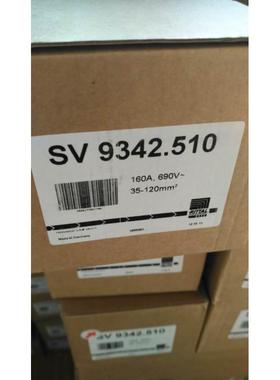 SV 9342.510
160A, 690V~
35-120mm²
RITTAL
Made in Germany
SV 9342.510